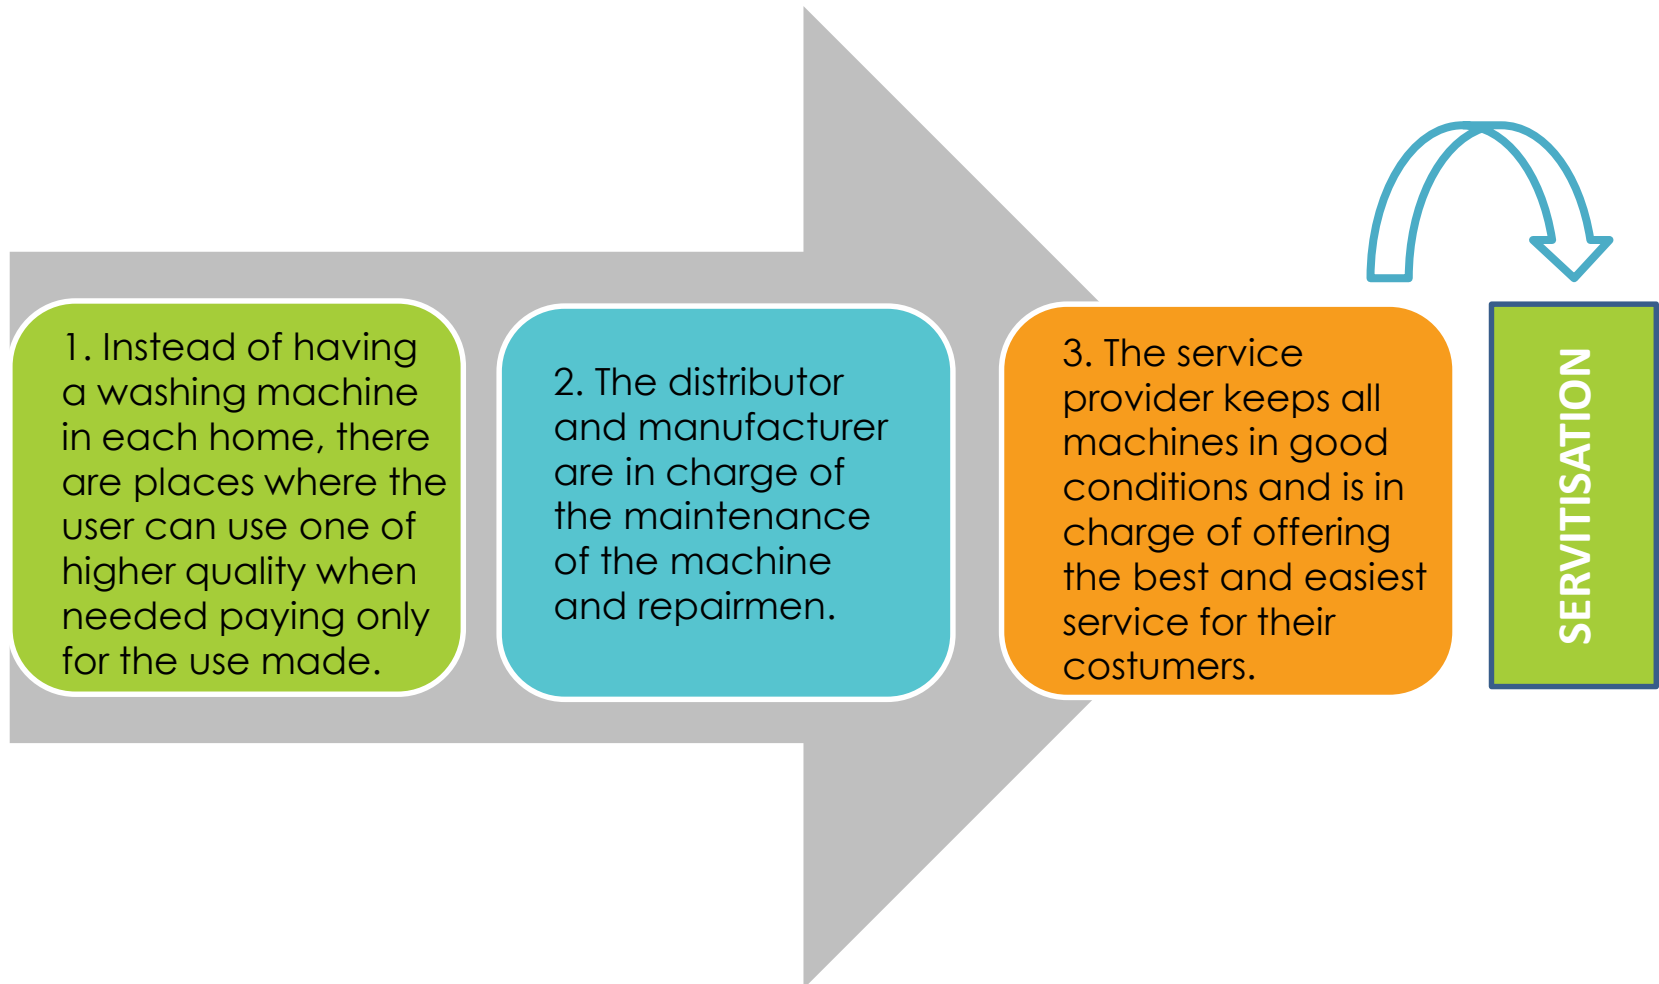 1. Instead of having
a washing machine
in each home, there
are places where the
user can use one of
higher quality when
needed paying only
for the use made.
2. The distributor
and manufacturer
are in charge of
the maintenance
of the machine
and repairmen.
3. The service
provider keeps all
machines in good
conditions and is in
charge of offering
the best and easiest
service for their
costumers.
SERVITISATION